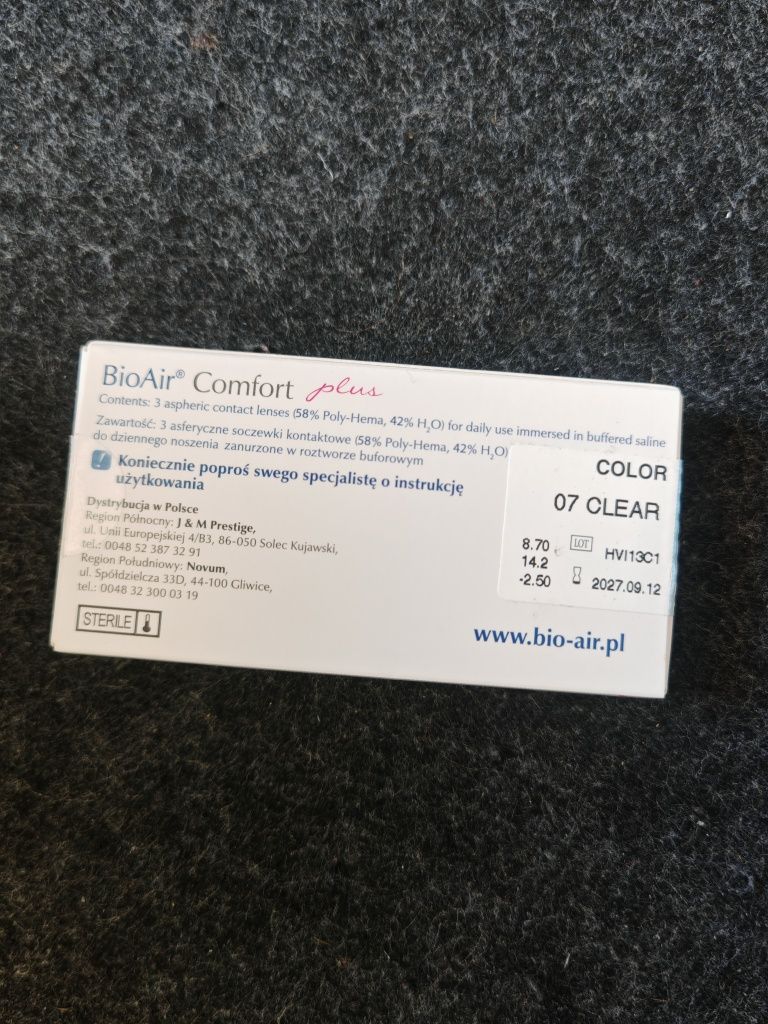 BioAir® Comfort plus
Contents: 3 aspheric contact lenses (58% Poly-Hema, 42% H₂O) for daily use immersed in buffered saline
Zawartość: 3 asferyczne soczewki kontaktowe (58% Poly-Hema, 42% H₂O)
do dziennego noszenia zanurzone w roztworze buforowym
! Koniecznie poproś swego specjalistę o instrukcję
użytkowania
Dystrybucja w Polsce
Region Północny: J & M Prestige,
ul. Unii Europejskiej 4/B3, 86-050 Solec Kujawski,
tel.: 0048 52 387 32 91
Region Południowy: Novum,
ul. Spółdzielcza 33D, 44-100 Gliwice,
tel.: 0048 32 300 03 19
STERILE
COLOR
07 CLEAR
8.70 LOT HVI13C1
14.2
-2.50 2027.09.12
www.bio-air.pl